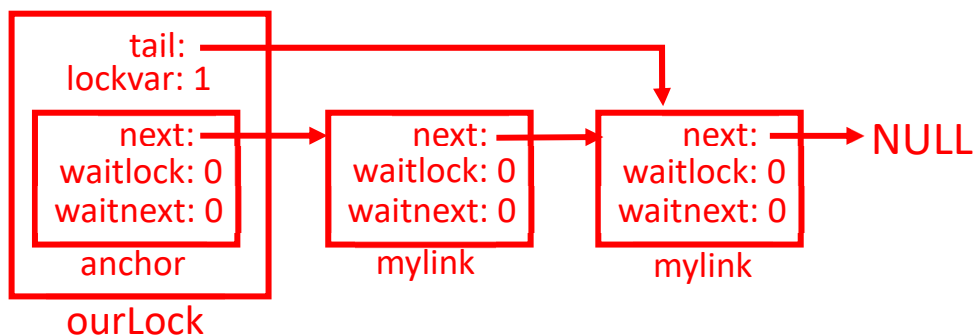 tail:
lockvar: 1
next:
waitlock: 0
waitnext: 0
anchor
ourLock
next:
waitlock: 0
waitnext: 0
mylink
next:
waitlock: 0
waitnext: 0
mylink
NULL